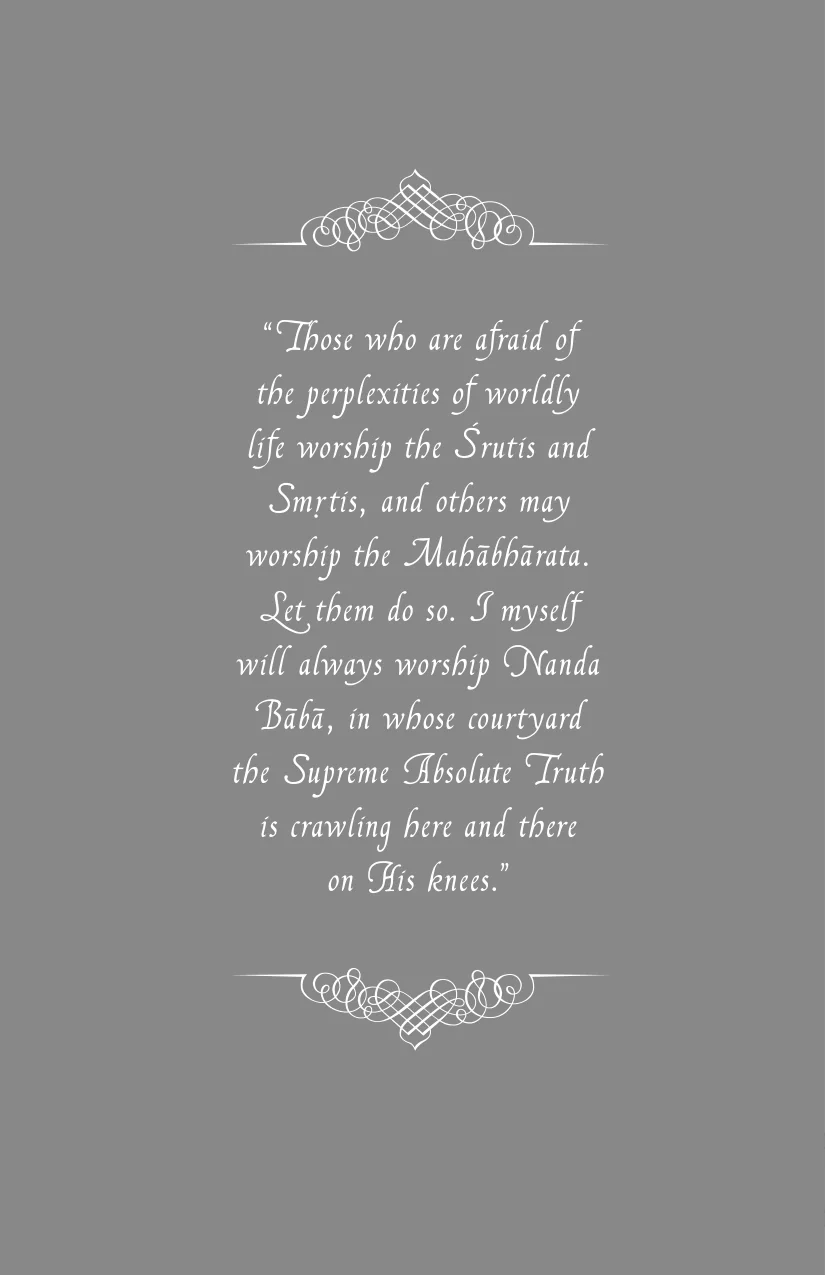 “Those who are afraid of
the perplexities of worldly
life worship the Śrutis and
Smṛtis, and others may
worship the Mahābhārata.
Let them do so. I myself
will always worship Nanda
Bābā, in whose courtyard
the Supreme Absolute Truth
is crawling here and there
on His knees.”